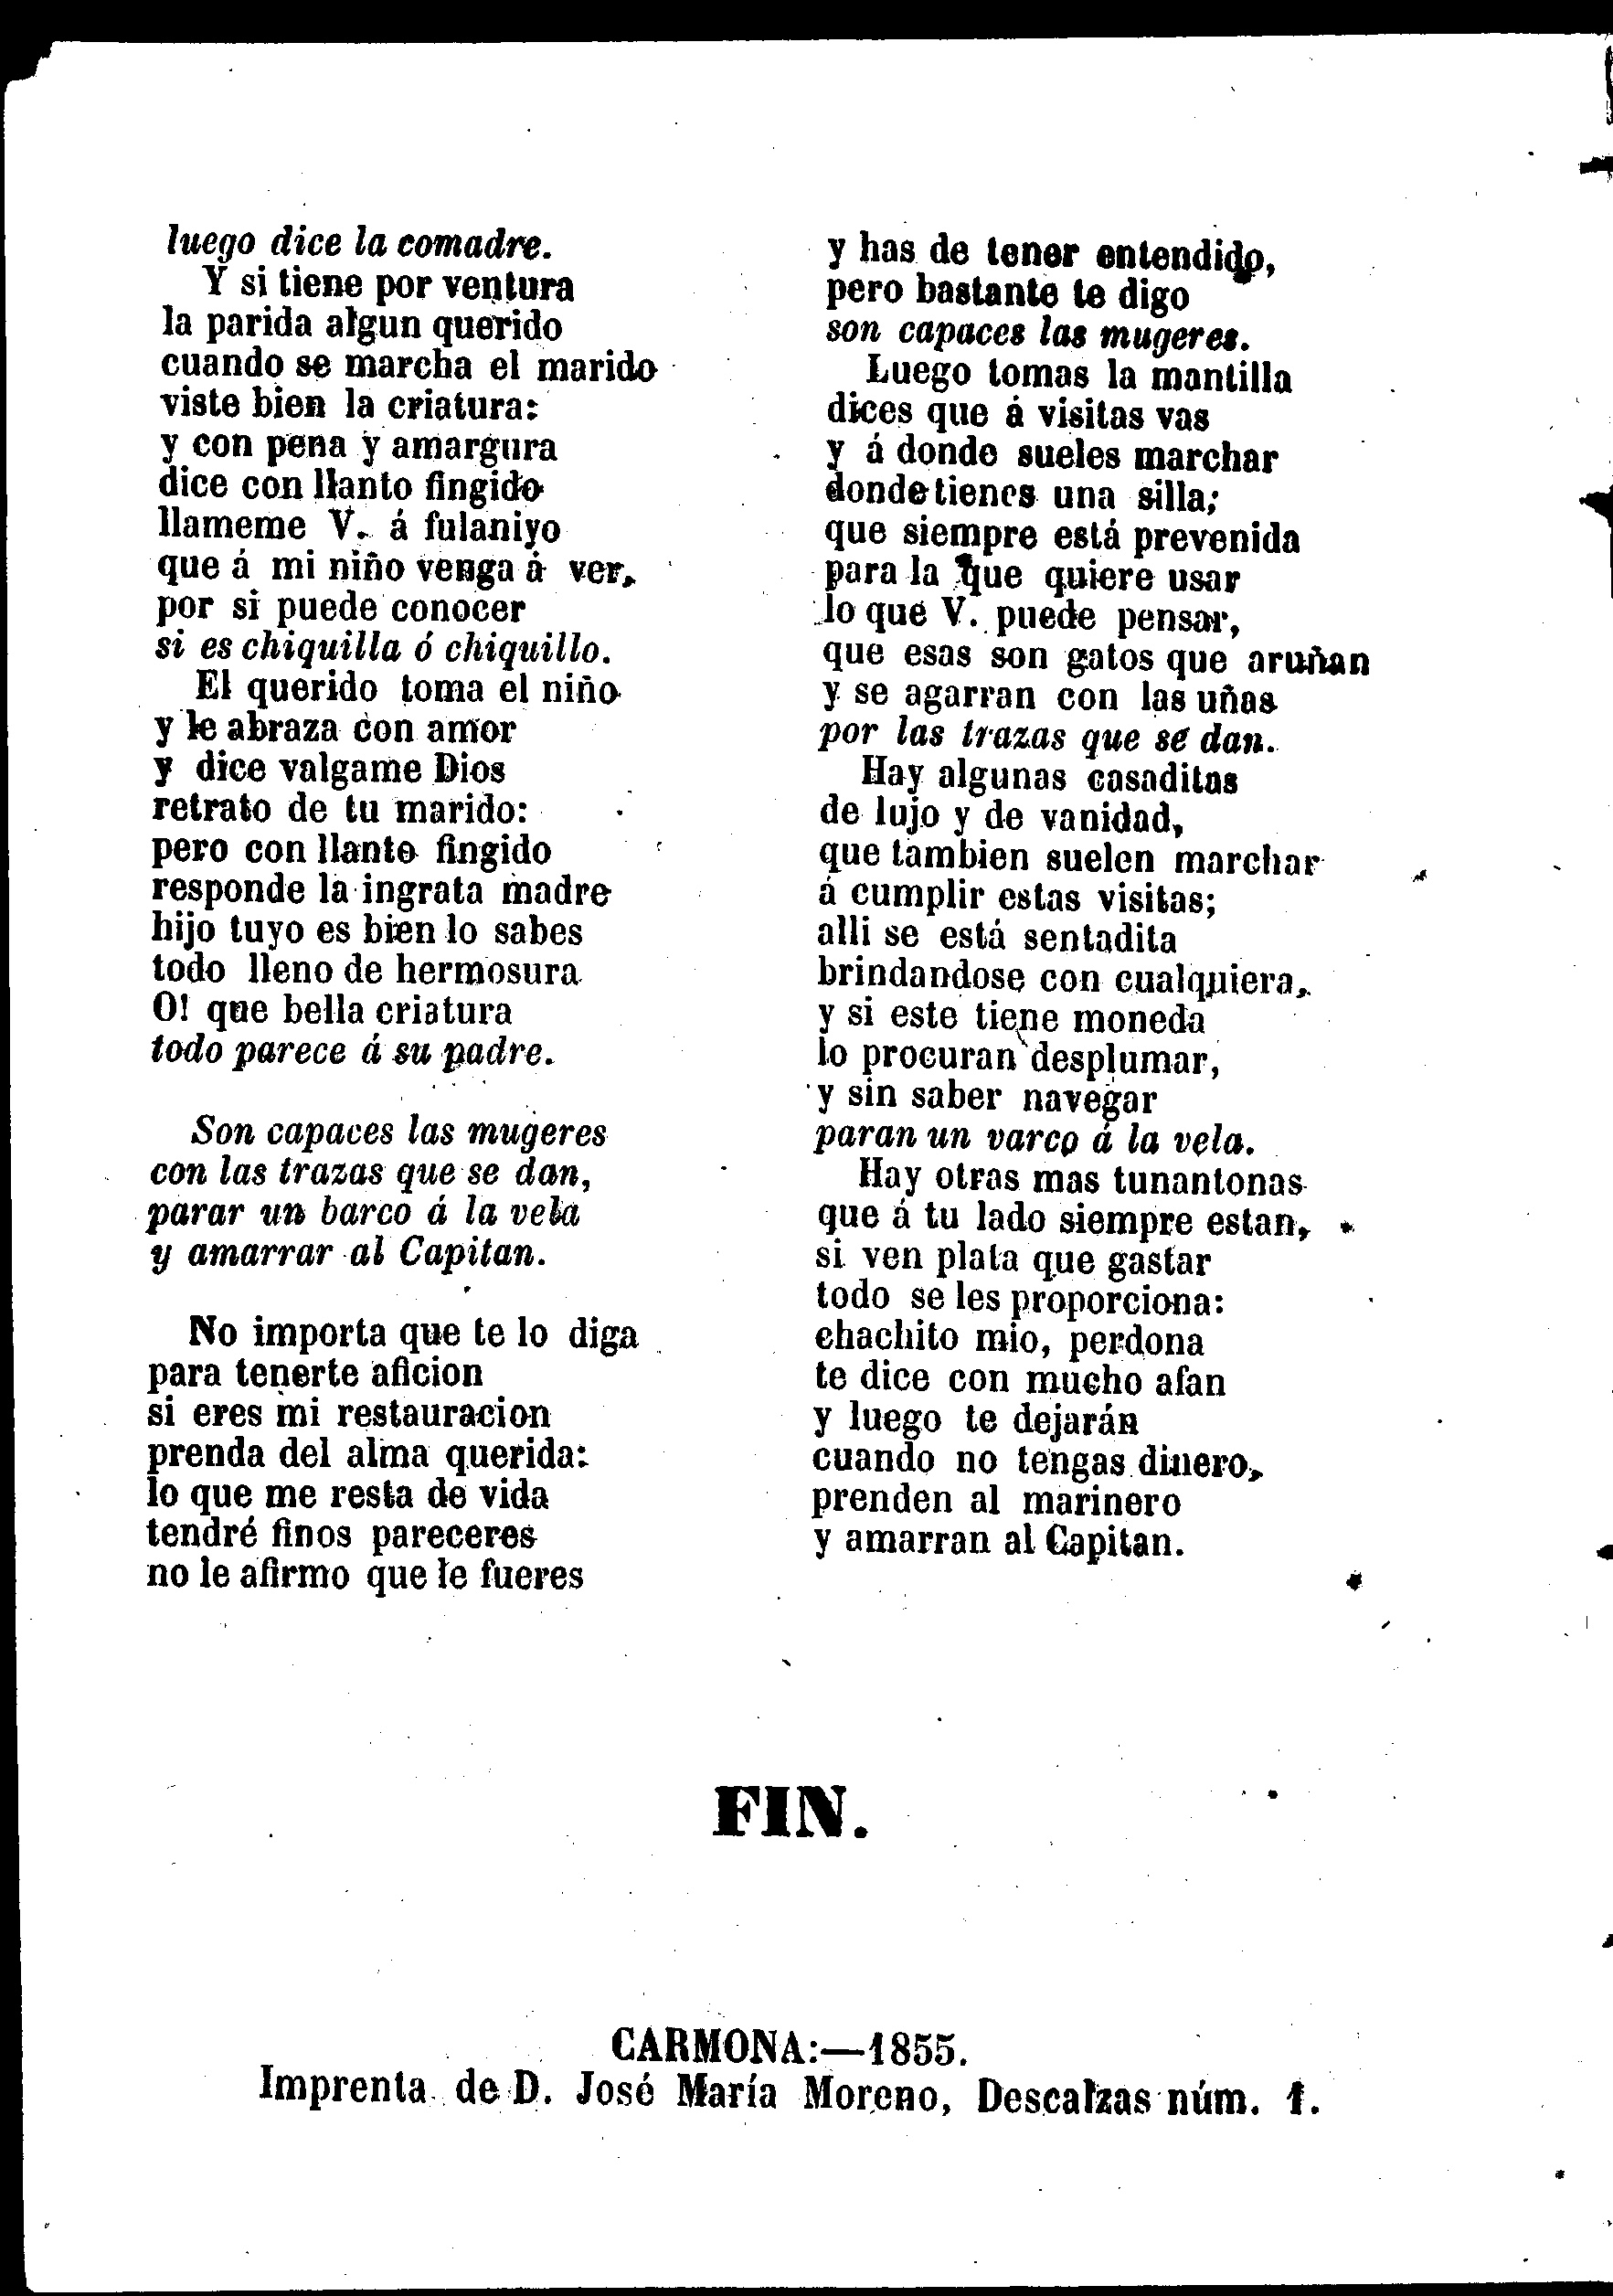 luego dice la comadre.
Y si tiene por ventura
la parida algun querido
cuando se marcha el marido
viste bien la criatura:
y con pena y amargura
dice con llanto fingido
llameme V. á fulaniyo
que á mi niño venga à ver,
por si puede conocer
si es chiquilla ó chiquillo.
El querido toma el niño
y le abraza con amor
y dice valgame Dios
retrato de tu marido:
pero con llanto fingido
responde la ingrata madre
hijo tuyo es bien lo sabes
todo lleno de hermosura
O! que bella criatura
todo parece á su padre.
Son capaces las mugeres
con las trazas que se dan,
parar un barco á la vela
y amarrar al Capitan.
No importa que te lo diga
para tenerte aficion
si eres mi restauracion
prenda del alma querida:
lo que me resta de vida
tendré finos pareceres
no le afirmo que le fueres
y has de tener entendido,
pero bastante te digo
son capaces las mugeres.
Luego tomas la mantilla
dices que á visitas vas
y á donde sueles marchar
donde tienes una silla;
que siempre está prevenida
para la que quiere usar
lo que V. puede pensar,
que esas son gatos que aruñan
y se agarran con las uñas
por las trazas que se dan.
Hay algunas casaditas
de lujo y de vanidad,
que tambien suelen marchar
á cumplir estas visitas;
alli se está sentadita
brindandose con cualquiera,
y si este tiene moneda
lo procuran desplumar,
y sin saber navegar
paran un varco á la vela.
Hay otras mas tunantonas
que á tu lado siempre estan,
si ven plata que gastar
todo se les proporciona:
chachito mio, perdona
te dice con mucho afan
y luego te dejarán
cuando no tengas dinero,
prenden al marinero
y amarran al Capitan.
FIN.
CARMONA:—1855.
Imprenta de D. José María Moreno, Descalzas núm. 1.